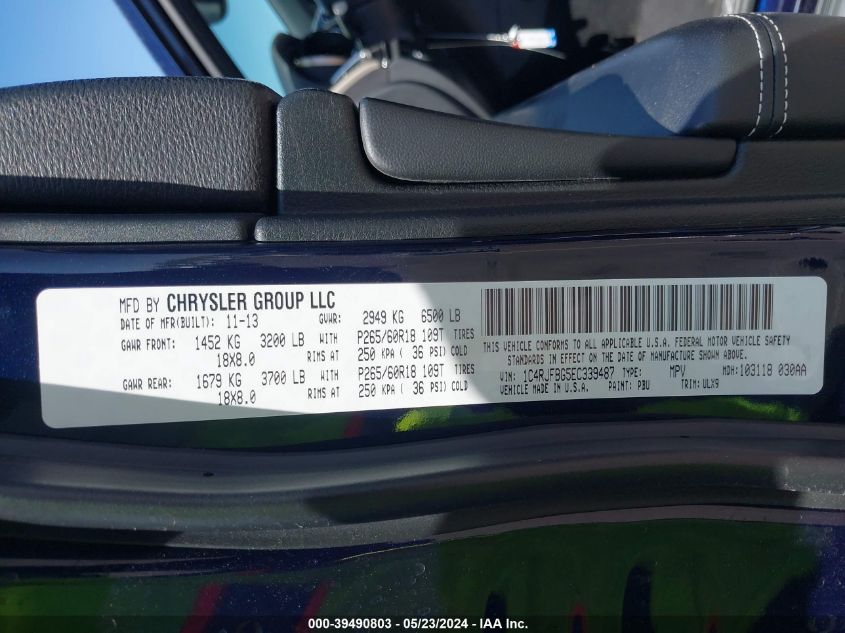 MFD BY CHRYSLER GROUP LLC
DATE OF MFR(BUILT): 11-13 GVWR: 2949 KG 6500 LB
GAWR FRONT: 1452 KG 3200 LB WITH P265/60R18 109T TIRES
18X8.0 RIMS AT 250 KPA ( 36 PSI) COLD
GAWR REAR: 1679 KG 3700 LB WITH P265/60R18 109T TIRES
18X8.0 RIMS AT 250 KPA ( 36 PSI) COLD
THIS VEHICLE CONFORMS TO ALL APPLICABLE U.S.A. FEDERAL MOTOR VEHICLE SAFETY
STANDARDS IN EFFECT ON THE DATE OF MANUFACTURE SHOWN ABOVE.
VIN: 1C4RJFBG5EC339487 TYPE: MPV MDH: 103118 030AA
VEHICLE MADE IN U.S.A. PAINT: PBU TRIM: ULX9
000-39490803 — 05/23/2024 — IAA Inc.